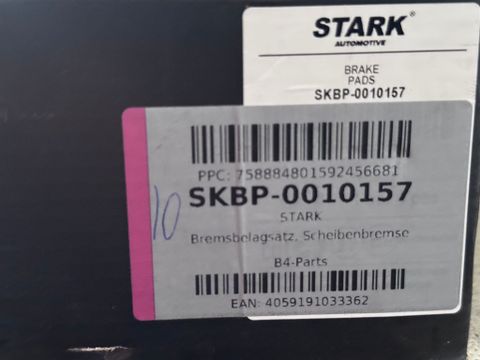 STARK®
AUTOMOTIVE
BRAKE
PADS
SKBP-0010157
PPC: 758884801592456681
SKBP-0010157
STARK
Bremsbelagsatz, Scheibenbremse
B4-Parts
EAN: 4059191033362
10